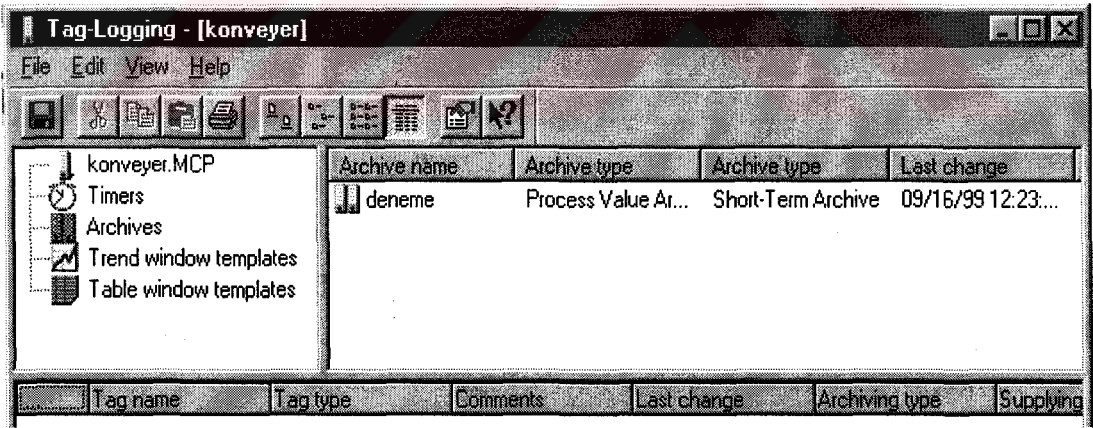 Tag-Logging - [konveyer]
File Edit View Help
konveyer.MCP
Timers
Archives
Trend window templates
Table window templates
Archive name Archive type Archive type Last change
deneme Process Value Ar... Short-Term Archive 09/16/99 12:23:...
Tag name Tag type Comments Last change Archiving type Supplying